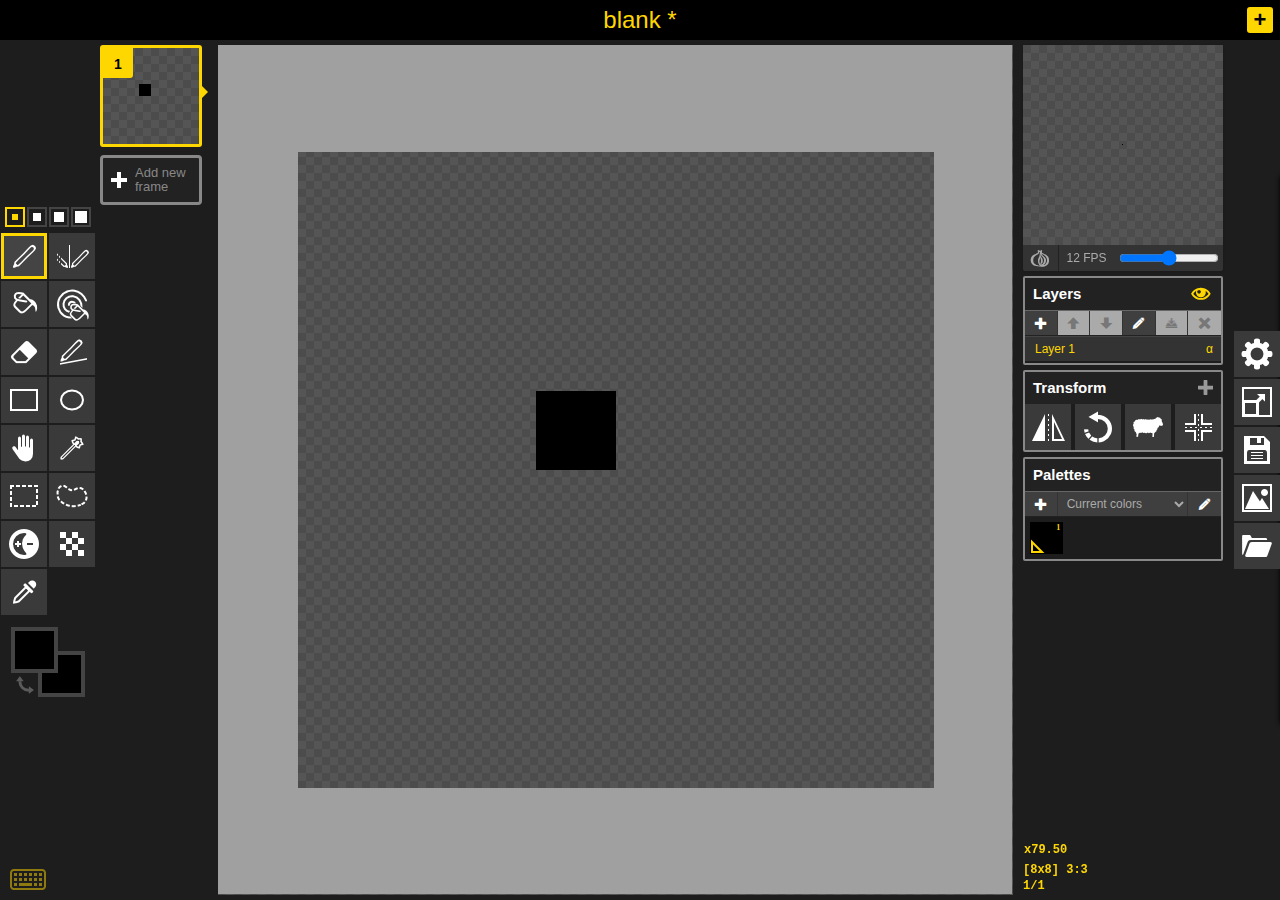 blank *
+
1
Add new
frame
12 FPS
Layers
Layer 1
α
Transform
Palettes
Current colors
1
x79.50
[8x8] 3:3
1/1